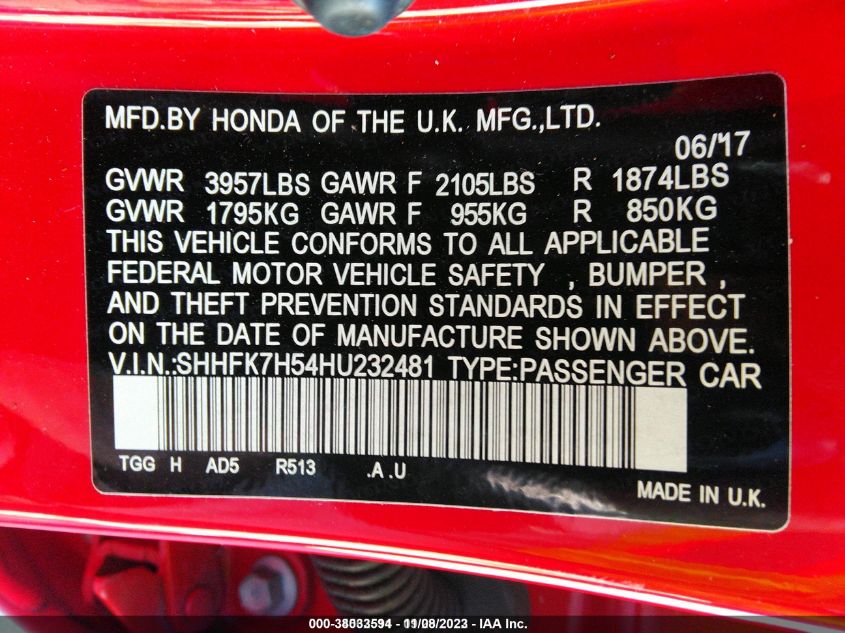 MFD.BY HONDA OF THE U.K. MFG.,LTD.
06/17
GVWR 3957LBS GAWR F 2105LBS R 1874LBS
GVWR 1795KG GAWR F 955KG R 850KG
THIS VEHICLE CONFORMS TO ALL APPLICABLE
FEDERAL MOTOR VEHICLE SAFETY , BUMPER ,
AND THEFT PREVENTION STANDARDS IN EFFECT
ON THE DATE OF MANUFACTURE SHOWN ABOVE.
V.I.N.:SHHFK7H54HU232481 TYPE:PASSENGER CAR
TGG H AD5 R513 .A .U
MADE IN U.K.
- IAA Inc.